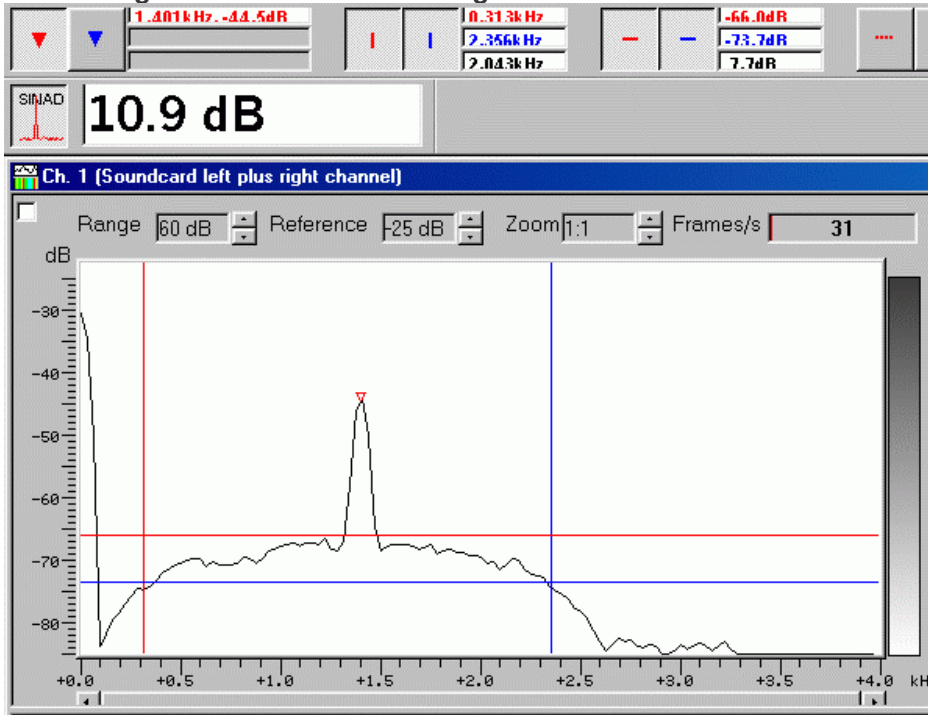 1.401kHz,-44.5dB 0.313kHz -66.0dB
2.356kHz -73.7dB
2.043kHz 7.7dB
SINAD 10.9 dB
Ch. 1 (Soundcard left plus right channel)
Range 60 dB Reference -25 dB Zoom 1:1 Frames/s 31
dB
-30
-40
-50
-60
-70
-80
+0.0 +0.5 +1.0 +1.5 +2.0 +2.5 +3.0 +3.5 +4.0 kH